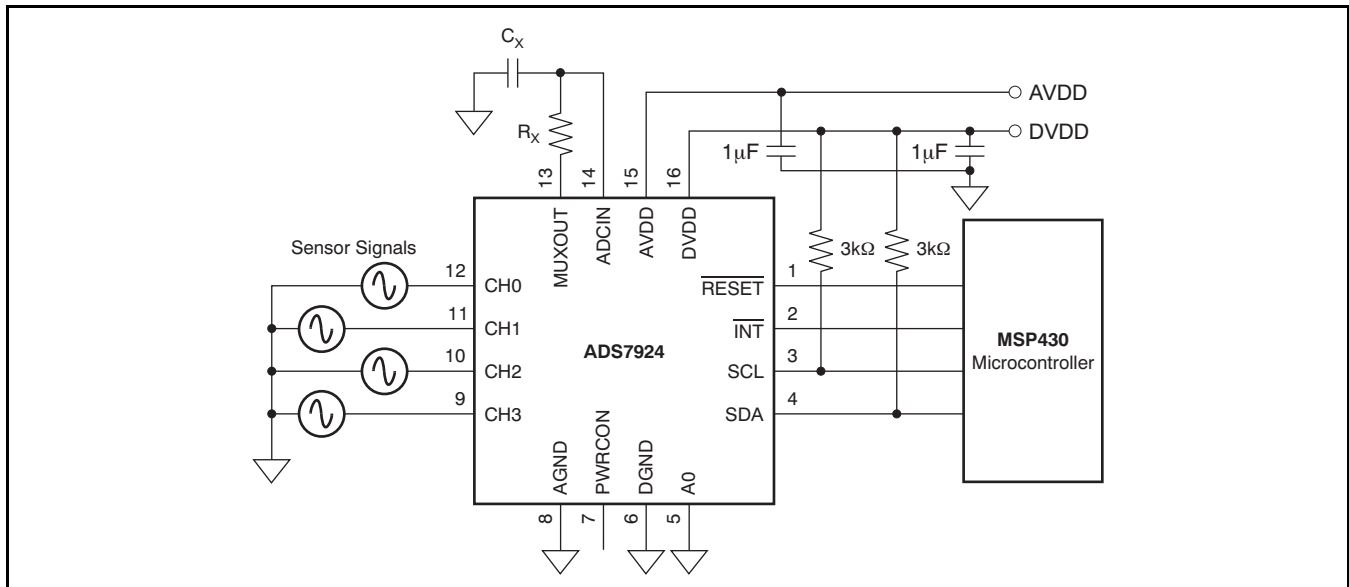 C_X
AVDD
R_X
DVDD
1μF
1μF
13
14
15
16
MUXOUT
ADCIN
AVDD
DVDD
3kΩ
3kΩ
Sensor Signals
12
CH0
RESET
1
11
CH1
INT
2
ADS7924
MSP430
Microcontroller
10
CH2
SCL
3
9
CH3
SDA
4
AGND
PWRCON
DGND
A0
8
7
6
5